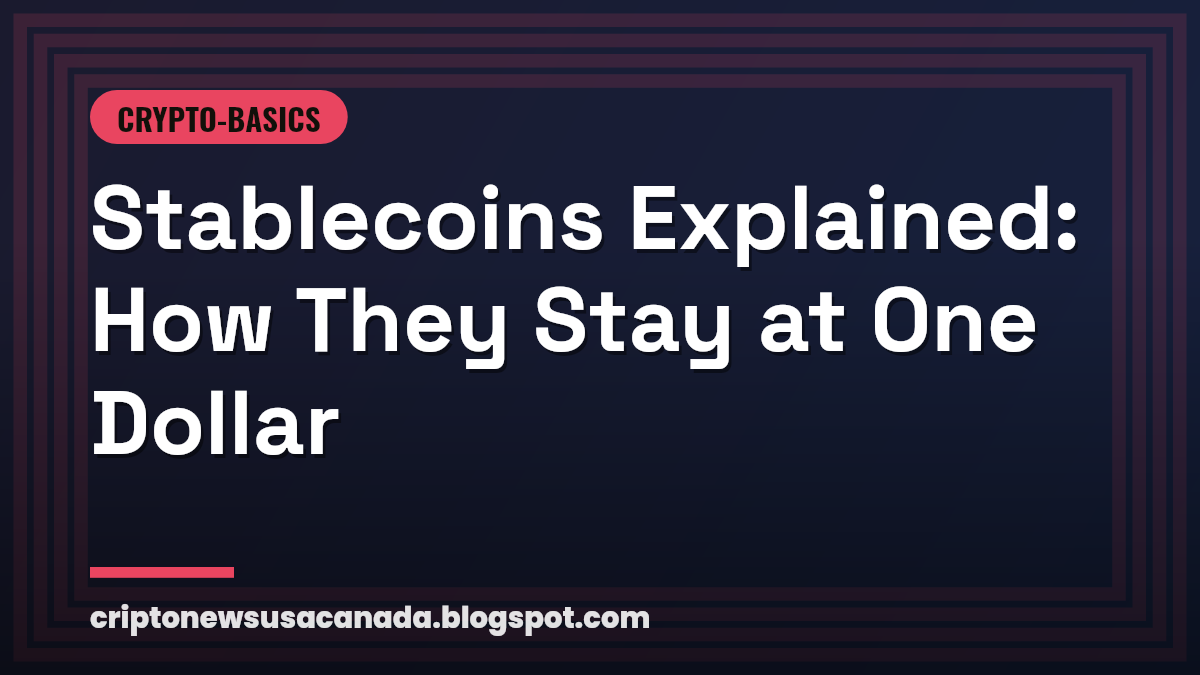 CRYPTO-BASICS
Stablecoins Explained:
How They Stay at One
Dollar
criptonewsusacanada.blogspot.com